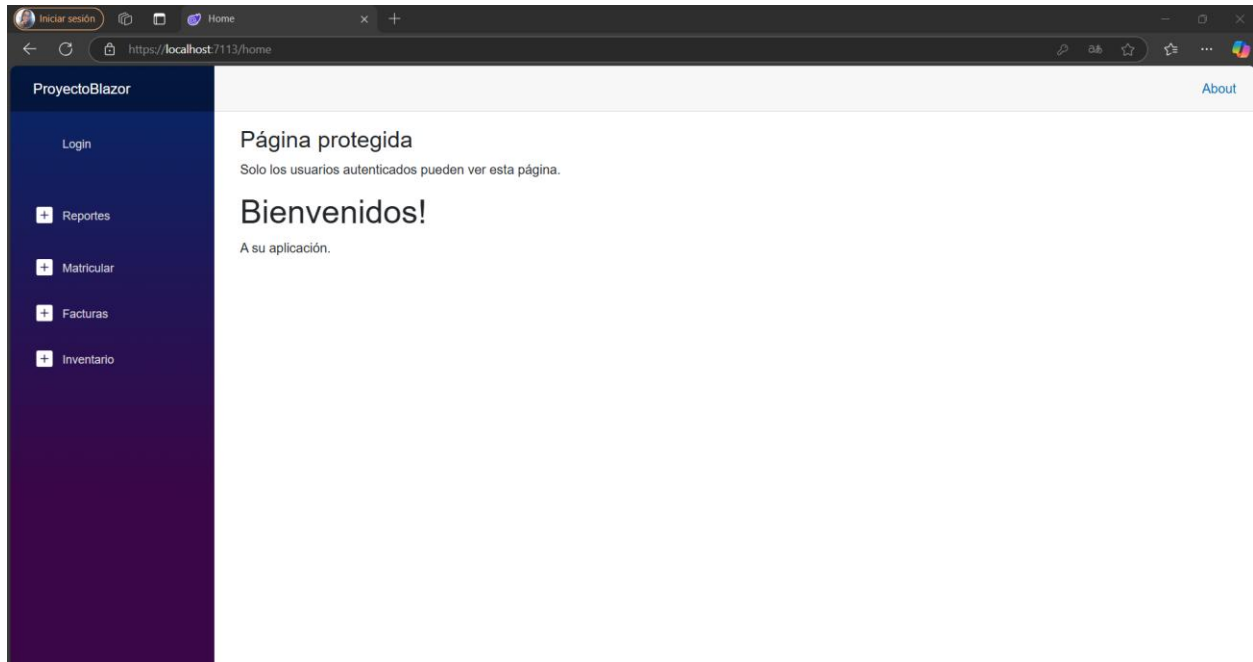 Iniciar sesión
Home
https://localhost:7113/home
ProyectoBlazor
About
Login
Página protegida
Solo los usuarios autenticados pueden ver esta página.
Reportes
Bienvenidos!
A su aplicación.
Matricular
Facturas
Inventario